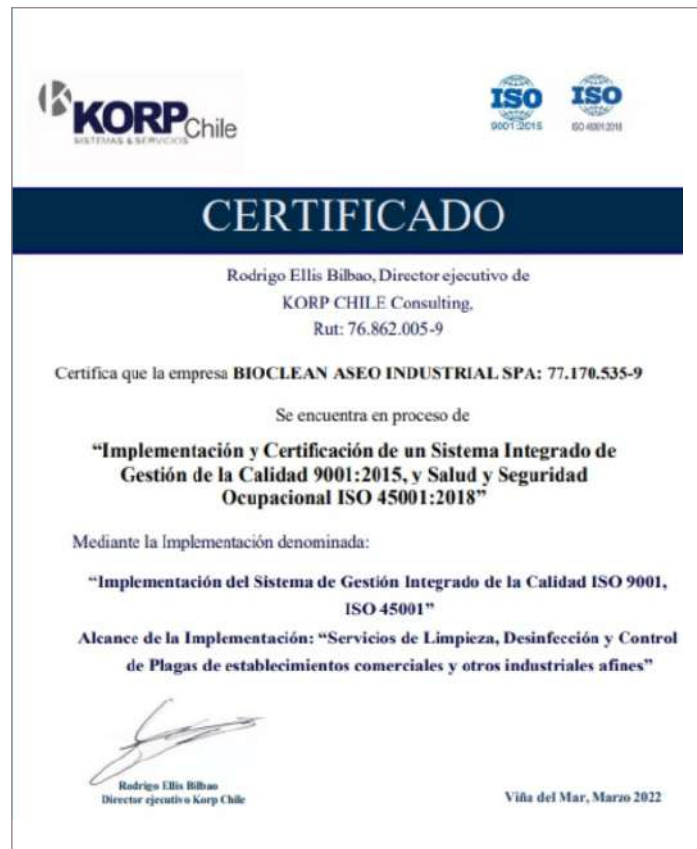 KORP Chile
SISTEMAS & SERVICIOS
ISO
9001:2015
ISO
ISO 45001:2018
CERTIFICADO
Rodrigo Ellis Bilbao, Director ejecutivo de
KORP CHILE Consulting,
Rut: 76.862.005-9
Certifica que la empresa BIOCLEAN ASEO INDUSTRIAL SPA: 77.170.535-9
Se encuentra en proceso de
“Implementación y Certificación de un Sistema Integrado de
Gestión de la Calidad 9001:2015, y Salud y Seguridad
Ocupacional ISO 45001:2018”
Mediante la Implementación denominada:
“Implementación del Sistema de Gestión Integrado de la Calidad ISO 9001,
ISO 45001”
Alcance de la Implementación: “Servicios de Limpieza, Desinfección y Control
de Plagas de establecimientos comerciales y otros industriales afines”
Rodrigo Ellis Bilbao
Director ejecutivo Korp Chile
Viña del Mar, Marzo 2022